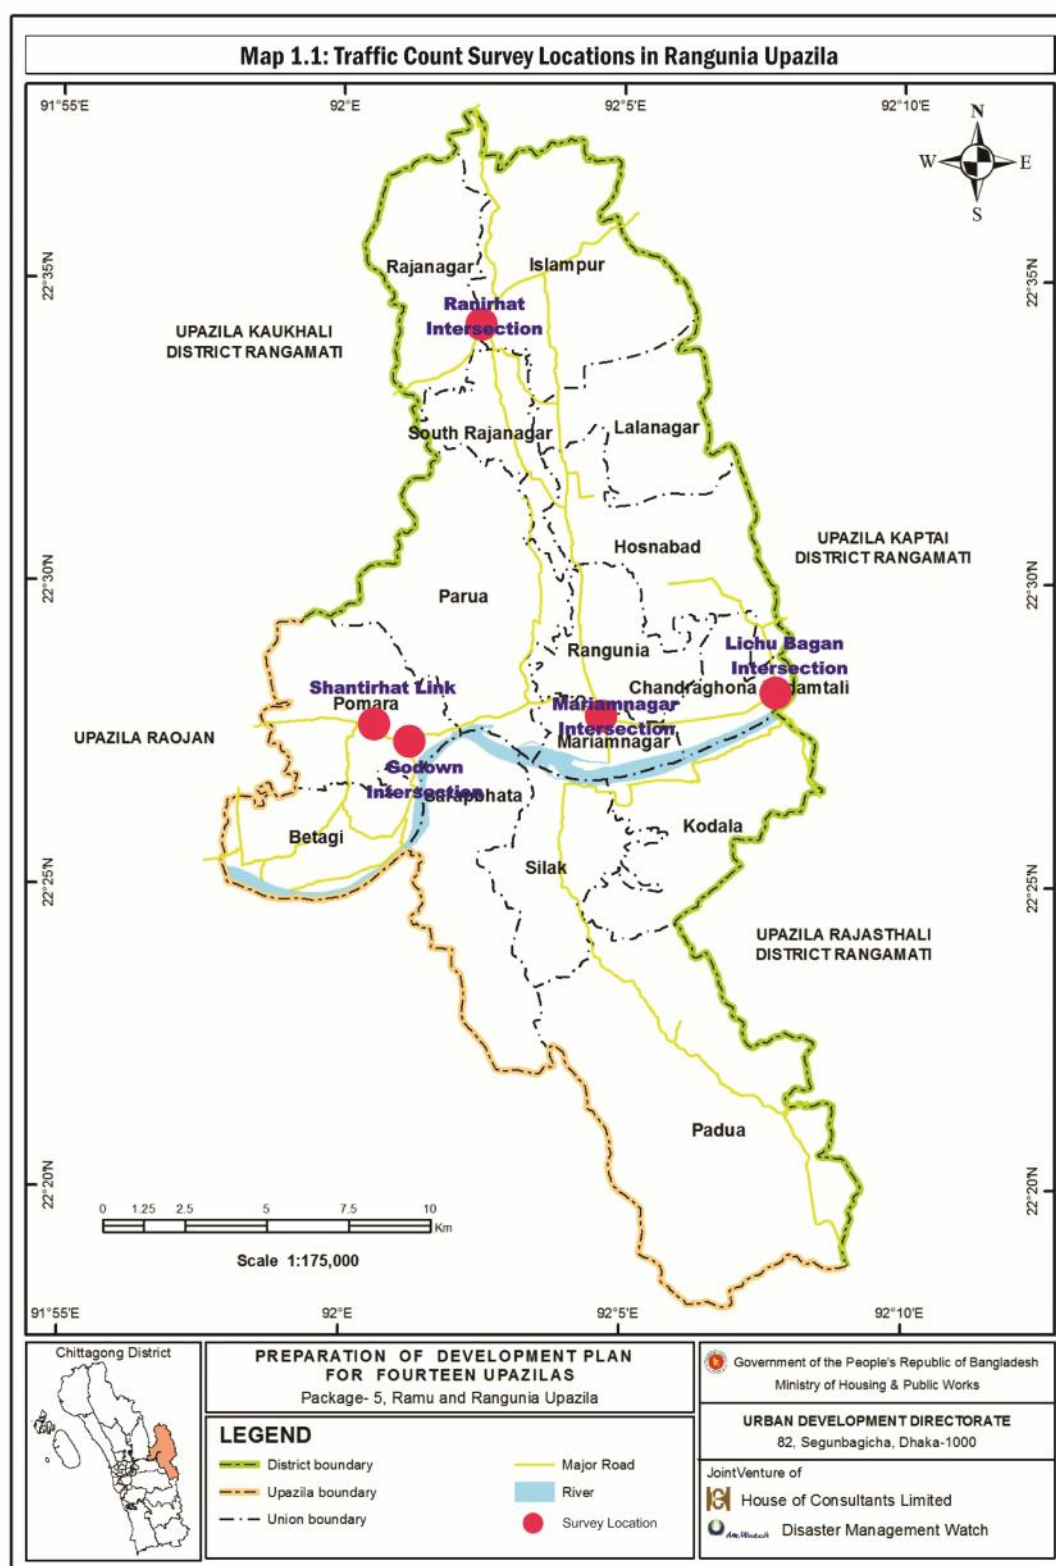 Map 1.1: Traffic Count Survey Locations in Rangunia Upazila
91°55'E 92°E 92°5'E 92°10'E
N
W E
S
22°35'N 22°35'N
Rajanagar Islampur
Ranirhat
Intersection
UPAZILA KAUKHALI
DISTRICT RANGAMATI
South Rajanagar Lalanagar
Hosnabad
UPAZILA KAPTAI
DISTRICT RANGAMATI
22°30'N 22°30'N
Parua
Rangunia
Lichu Bagan
Intersection
Chandraghona damtali
Shantirhat Link
Pomara
Mariamnagar
Intersection
Mariamnagar
UPAZILA RAOJAN
Godown
Intersection
Betagi
Kodala
Silak
22°25'N 22°25'N
UPAZILA RAJASTHALI
DISTRICT RANGAMATI
Padua
22°20'N 22°20'N
0 1.25 2.5 5 7.5 10
Km
Scale 1:175,000
91°55'E 92°E 92°5'E 92°10'E
Chittagong District
PREPARATION OF DEVELOPMENT PLAN
FOR FOURTEEN UPAZILAS
Package- 5, Ramu and Rangunia Upazila
LEGEND
District boundary
Upazila boundary
Union boundary
Major Road
River
Survey Location
Government of the People's Republic of Bangladesh
Ministry of Housing & Public Works
URBAN DEVELOPMENT DIRECTORATE
82, Segunbagicha, Dhaka-1000
JointVenture of
House of Consultants Limited
Disaster Management Watch